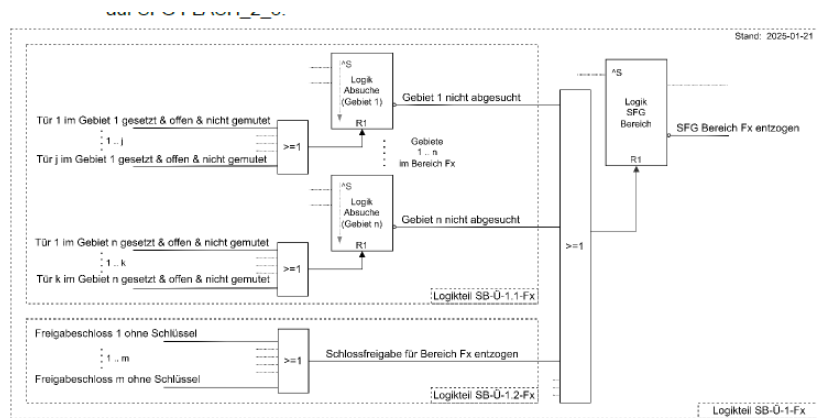 Stand: 2025-01-21
^S
Logik
Absuche
(Gebiet 1)
R1
Gebiet 1 nicht abgesucht
^S
Logik
SFG
Bereich
R1
SFG Bereich Fx entzogen
Tür 1 im Gebiet 1 gesetzt & offen & nicht gemutet
1 .. j
Tür j im Gebiet 1 gesetzt & offen & nicht gemutet
>=1
Gebiete
1 .. n
im Bereich Fx
^S
Logik
Absuche
(Gebiet n)
R1
Gebiet n nicht abgesucht
Tür 1 im Gebiet n gesetzt & offen & nicht gemutet
1 .. k
Tür k im Gebiet n gesetzt & offen & nicht gemutet
>=1
>=1
Logikteil SB-Ü-1.1-Fx
Freigabeschloss 1 ohne Schlüssel
1 .. m
Freigabeschloss m ohne Schlüssel
>=1
Schlossfreigabe für Bereich Fx entzogen
Logikteil SB-Ü-1.2-Fx
Logikteil SB-Ü-1-Fx